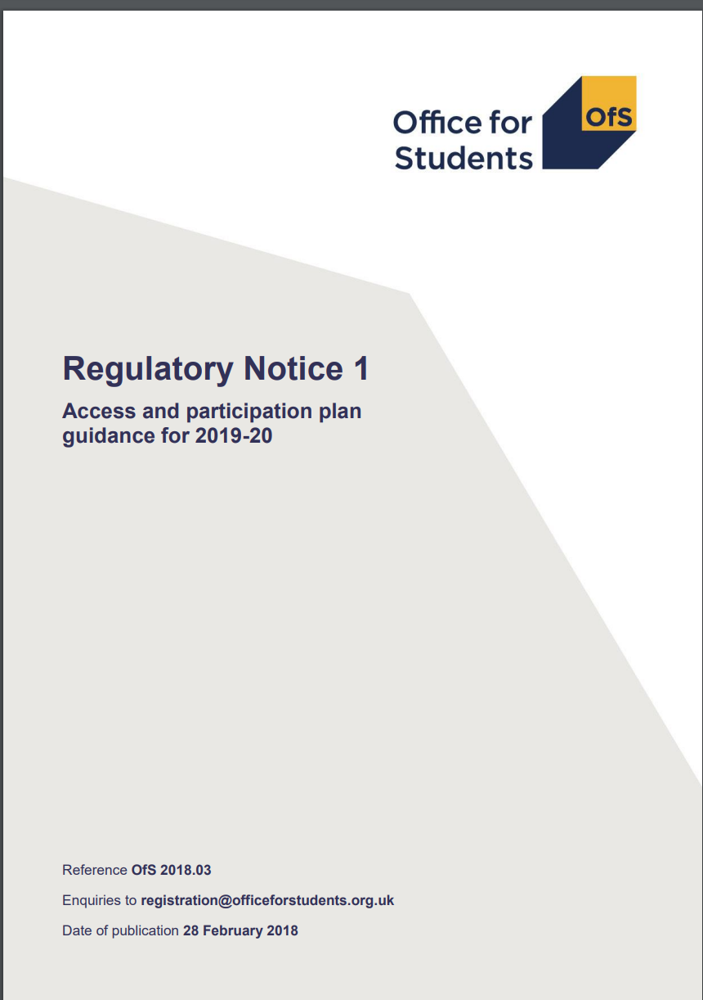 Office for
Students
OfS
Regulatory Notice 1
Access and participation plan
guidance for 2019-20
Reference OfS 2018.03
Enquiries to registration@officeforstudents.org.uk
Date of publication 28 February 2018